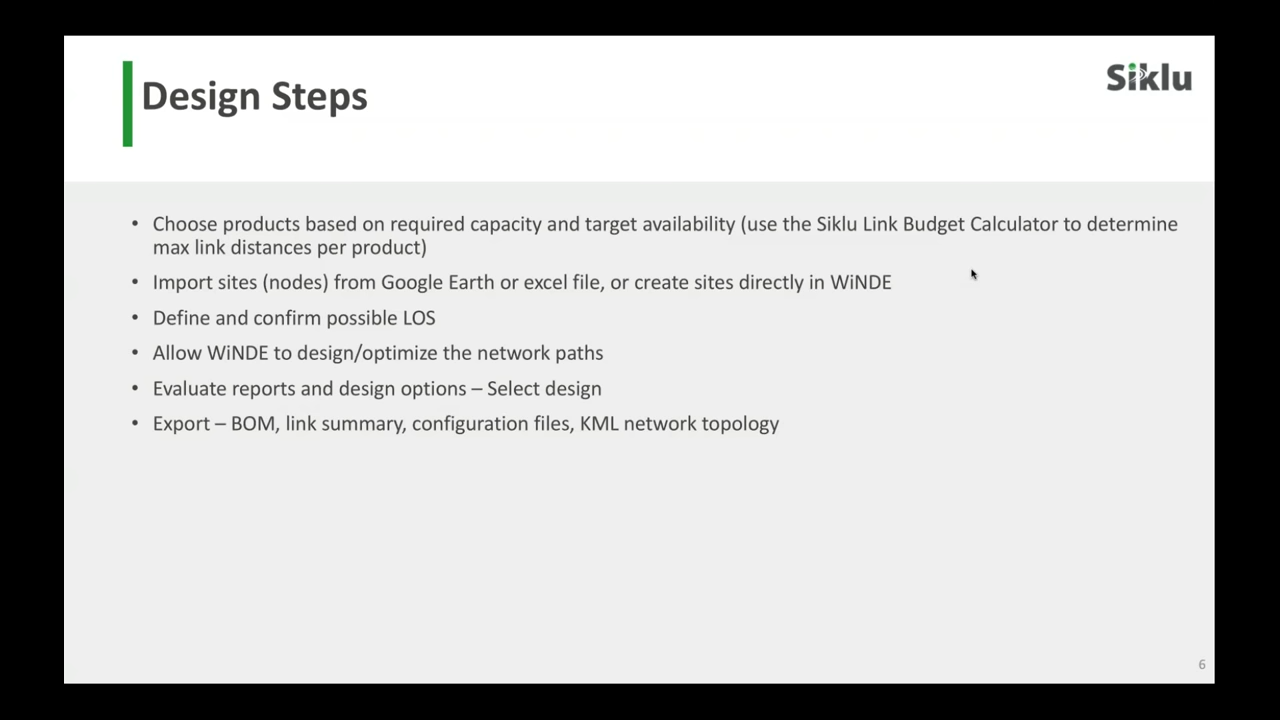 Design Steps
Siklu
• Choose products based on required capacity and target availability (use the Siklu Link Budget Calculator to determine
max link distances per product)
• Import sites (nodes) from Google Earth or excel file, or create sites directly in WiNDE
• Define and confirm possible LOS
• Allow WiNDE to design/optimize the network paths
• Evaluate reports and design options – Select design
• Export – BOM, link summary, configuration files, KML network topology
6